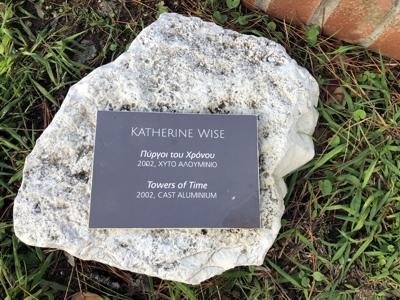 KATHERINE WISE
Πύργοι του Χρόνου
2002, ΧΥΤΟ ΑΛΟΥΜΙΝΙΟ
Towers of Time
2002, CAST ALUMINIUM